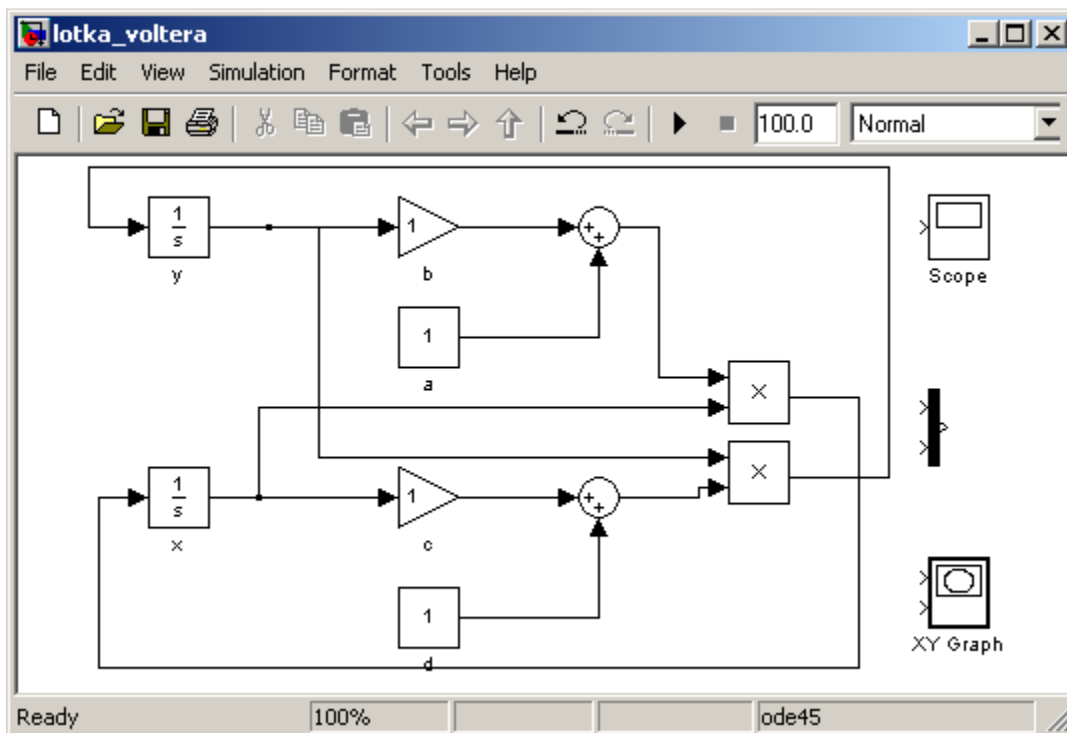 lotka_voltera
File Edit View Simulation Format Tools Help
100.0 Normal
1
s
y
1
b
+
+
1
a
Scope
×
×
1
s
x
1
c
+
+
1
d
XY Graph
Ready 100% ode45